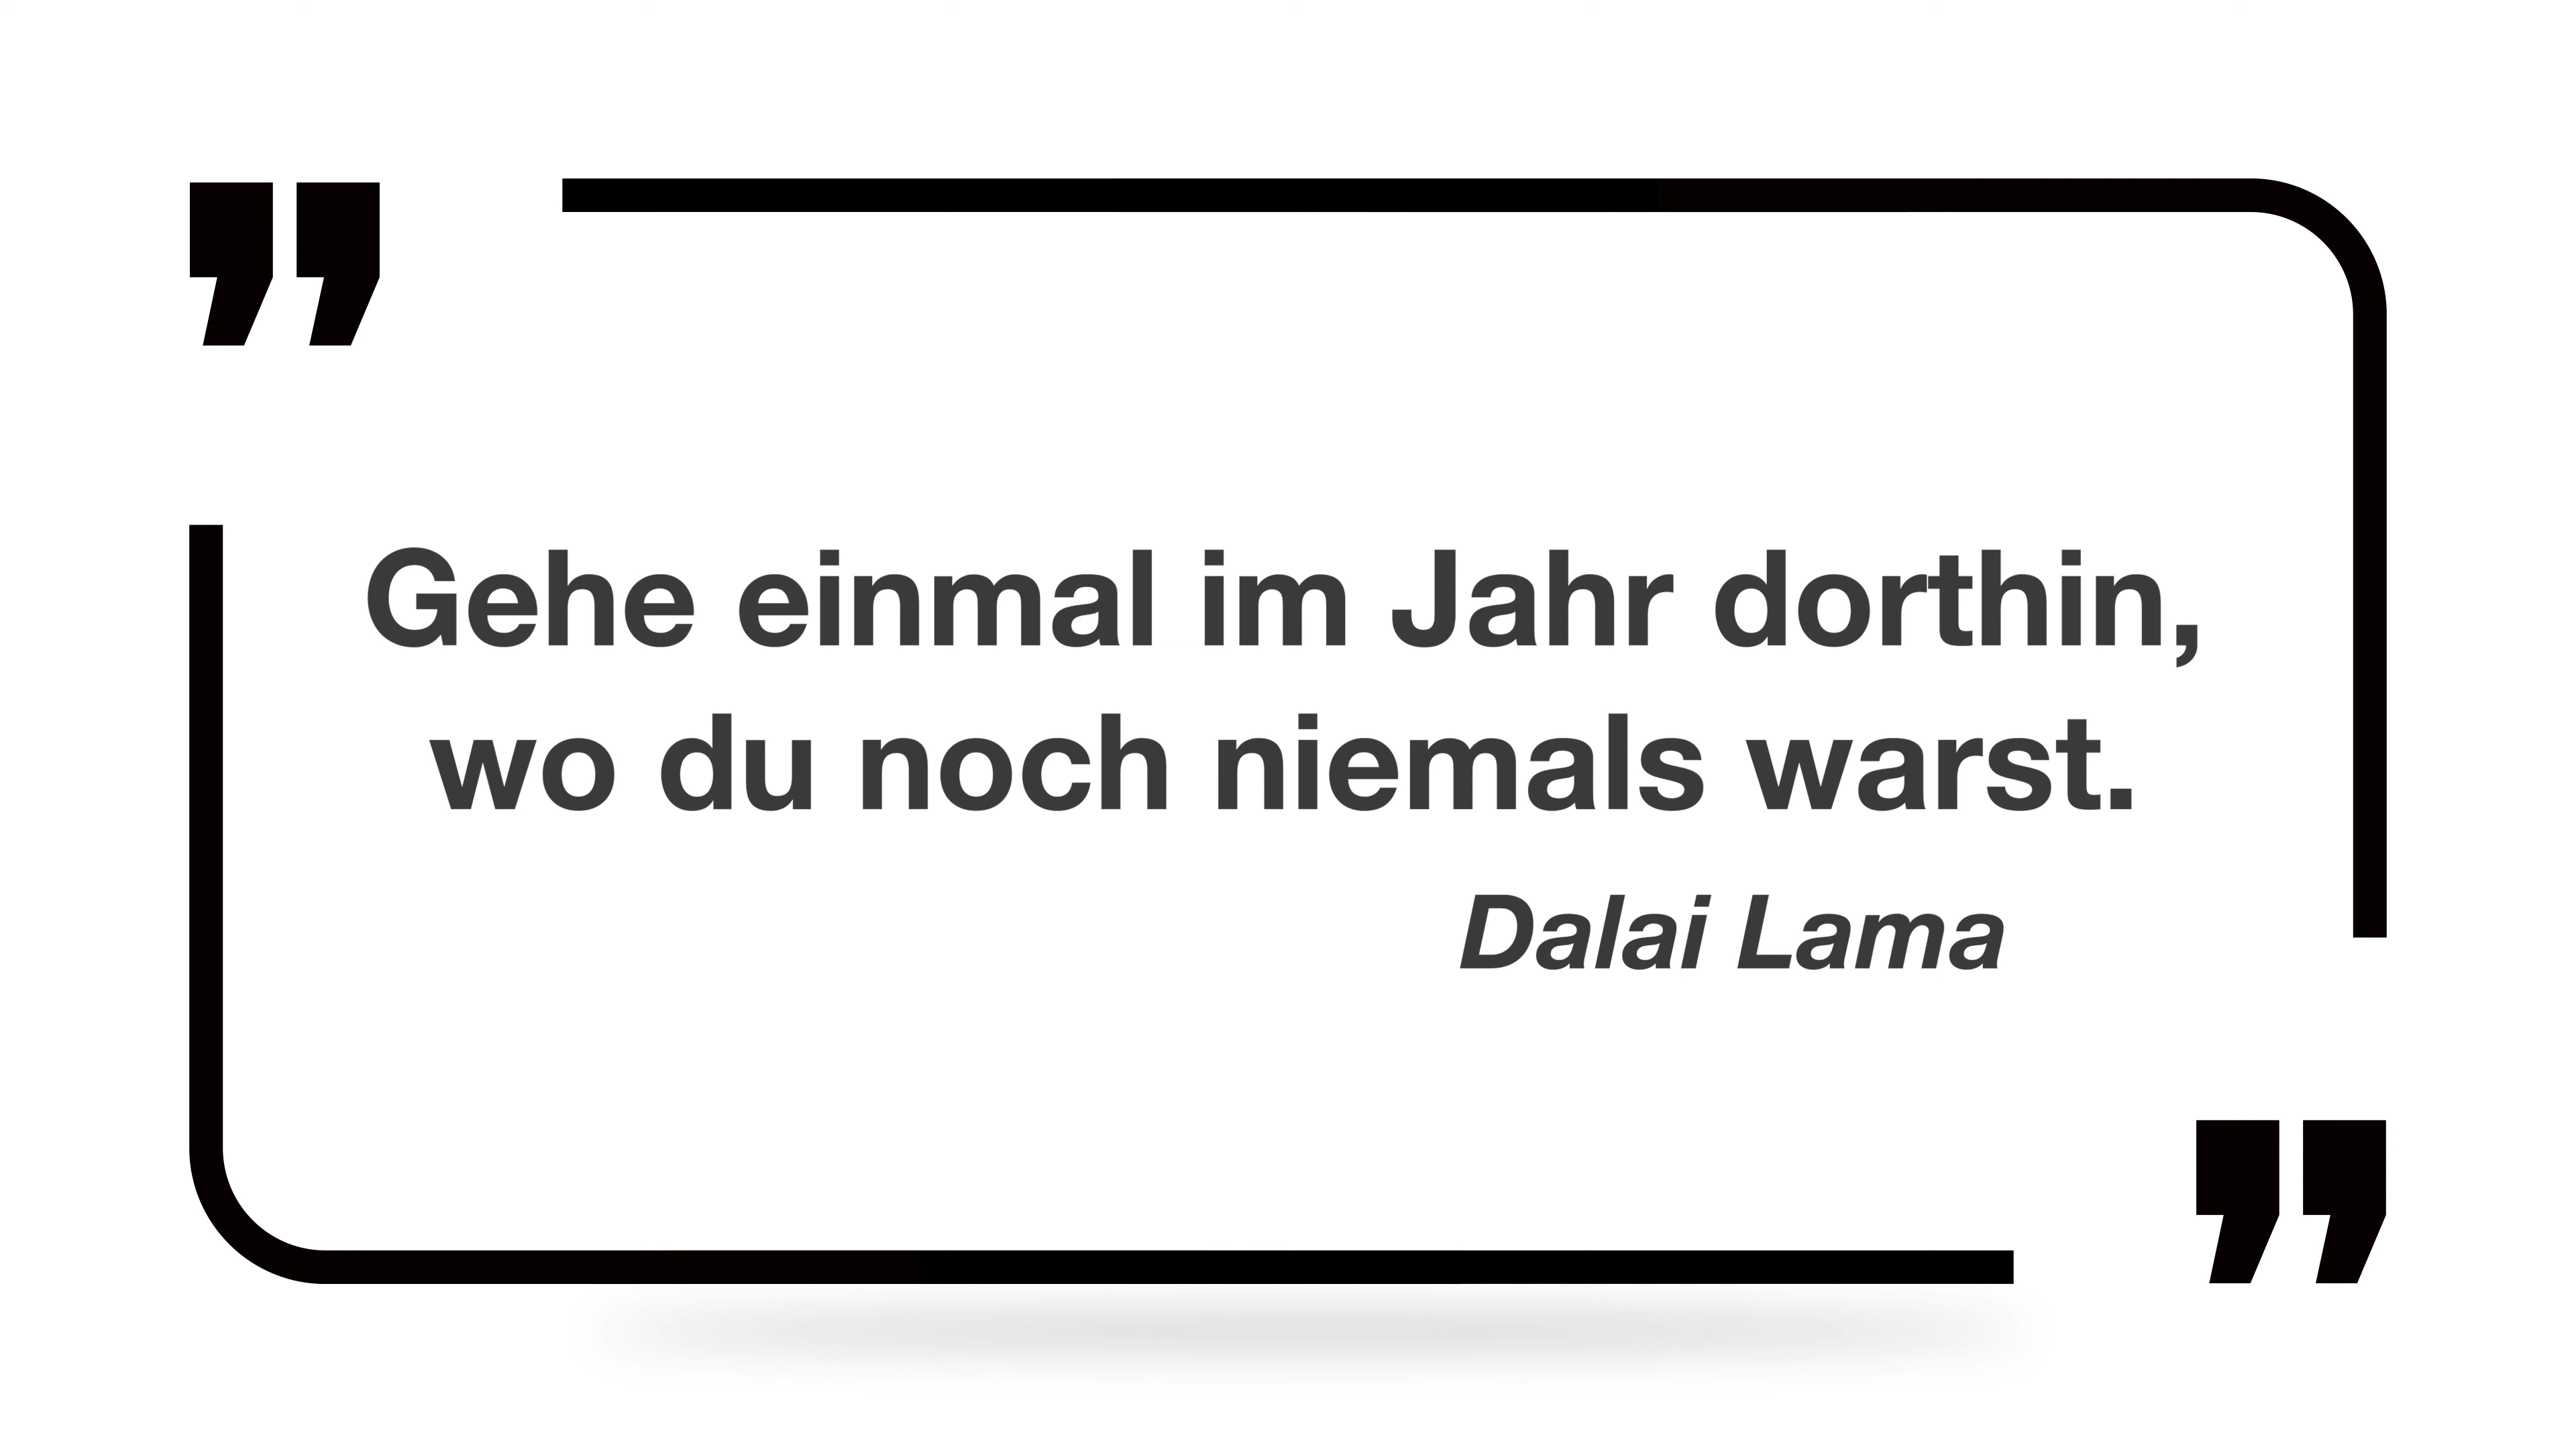 ”
Gehe einmal im Jahr dorthin,
wo du noch niemals warst.
Dalai Lama
”